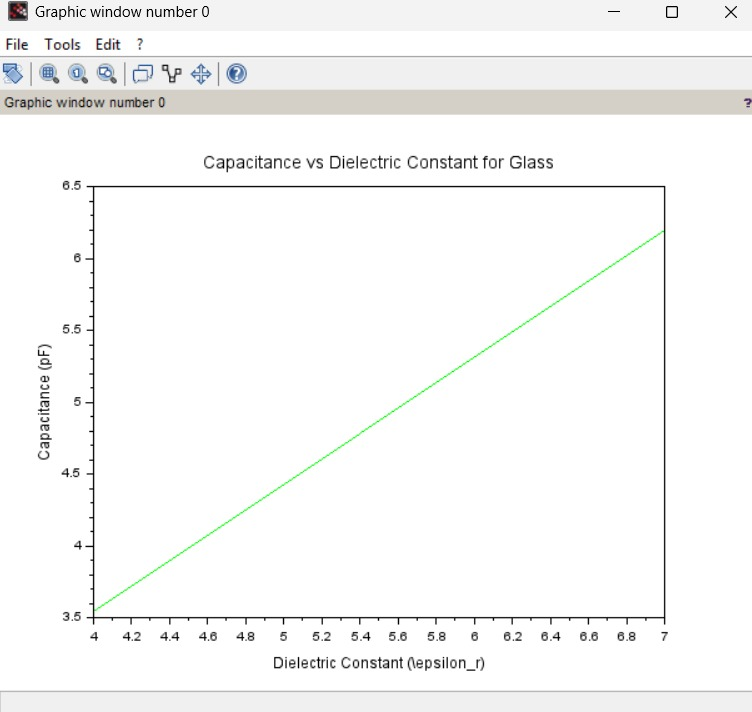 Graphic window number 0
File Tools Edit ?
Graphic window number 0 ?
Capacitance vs Dielectric Constant for Glass
6.5
6
5.5
5
4.5
4
3.5
Capacitance (pF)
4 4.2 4.4 4.6 4.8 5 5.2 5.4 5.6 5.8 6 6.2 6.4 6.6 6.8 7
Dielectric Constant (\epsilon_r)